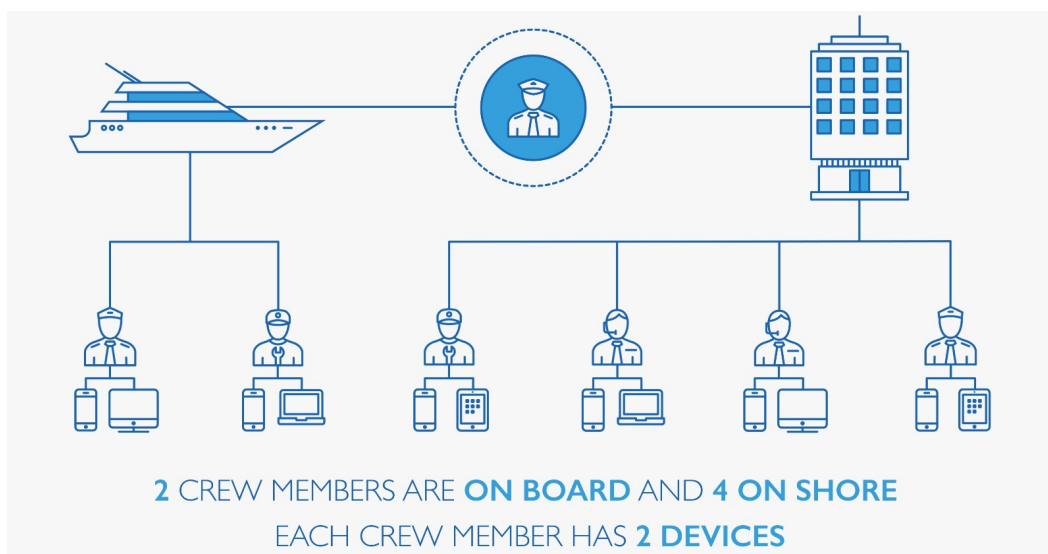 2 CREW MEMBERS ARE ON BOARD AND 4 ON SHORE
EACH CREW MEMBER HAS 2 DEVICES